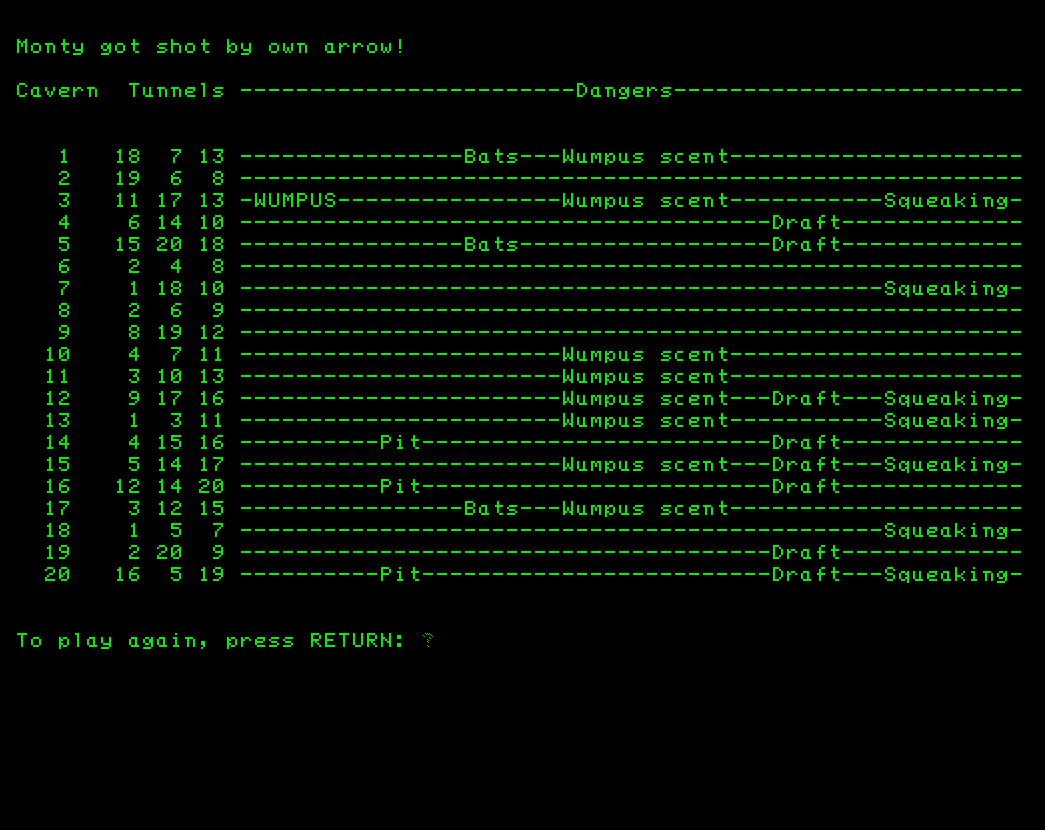 Monty got shot by own arrow!
Cavern  Tunnels ------------------------Dangers-------------------------
   1   18  7 13 ----------------Bats---Wumpus scent---------------------
   2   19  6  8 --------------------------------------------------------
   3   11 17 13 -WUMPUS----------------Wumpus scent-----------Squeaking-
   4    6 14 10 --------------------------------------Draft-------------
   5   15 20 18 ----------------Bats------------------Draft-------------
   6    2  4  8 --------------------------------------------------------
   7    1 18 10 ----------------------------------------------Squeaking-
   8    2  6  9 --------------------------------------------------------
   9    8 19 12 --------------------------------------------------------
  10    4  7 11 -----------------------Wumpus scent---------------------
  11    3 10 13 -----------------------Wumpus scent---------------------
  12    9 17 16 -----------------------Wumpus scent---Draft---Squeaking-
  13    1  3 11 -----------------------Wumpus scent-----------Squeaking-
  14    4 15 16 ----------Pit-------------------------Draft-------------
  15    5 14 17 -----------------------Wumpus scent---Draft---Squeaking-
  16   12 14 20 ----------Pit-------------------------Draft-------------
  17    3 12 15 ----------------Bats---Wumpus scent---------------------
  18    1  5  7 ----------------------------------------------Squeaking-
  19    2 20  9 --------------------------------------Draft-------------
  20   16  5 19 ----------Pit-------------------------Draft---Squeaking-
To play again, press RETURN: ?